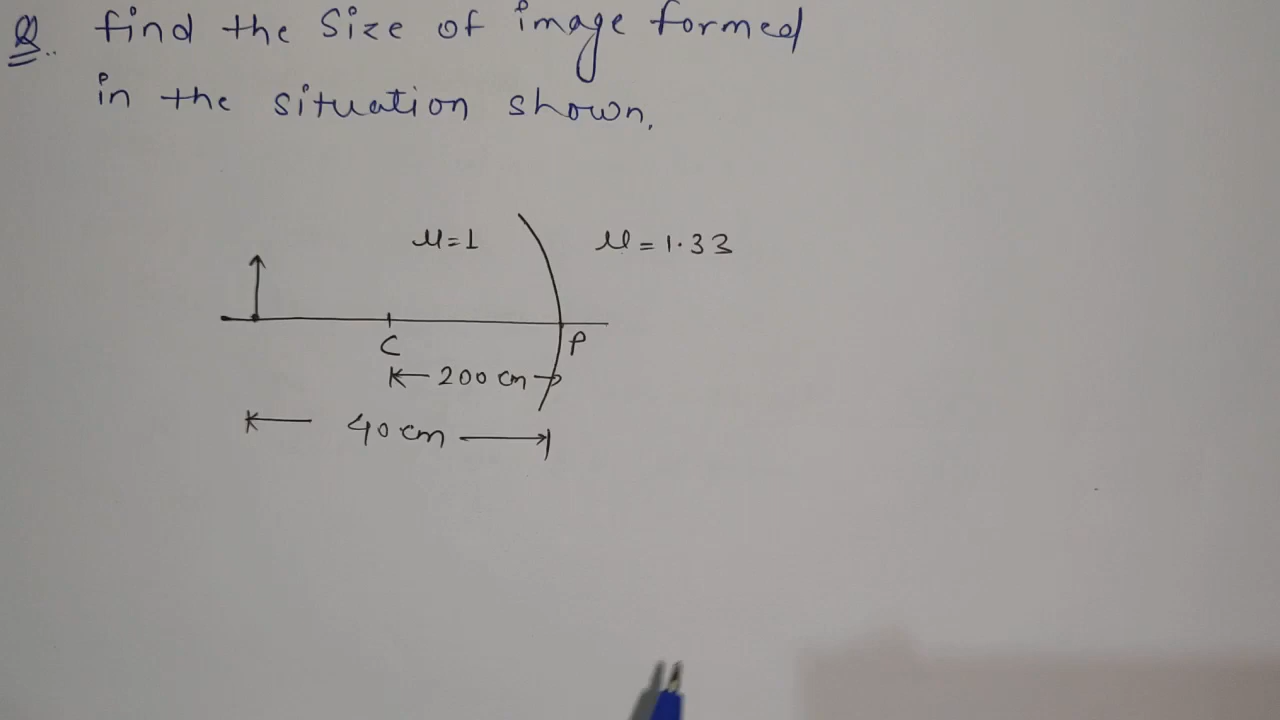 Q.. find the size of image formed
in the situation shown.
μ=1 μ=1.33
C P
200 cm
40 cm